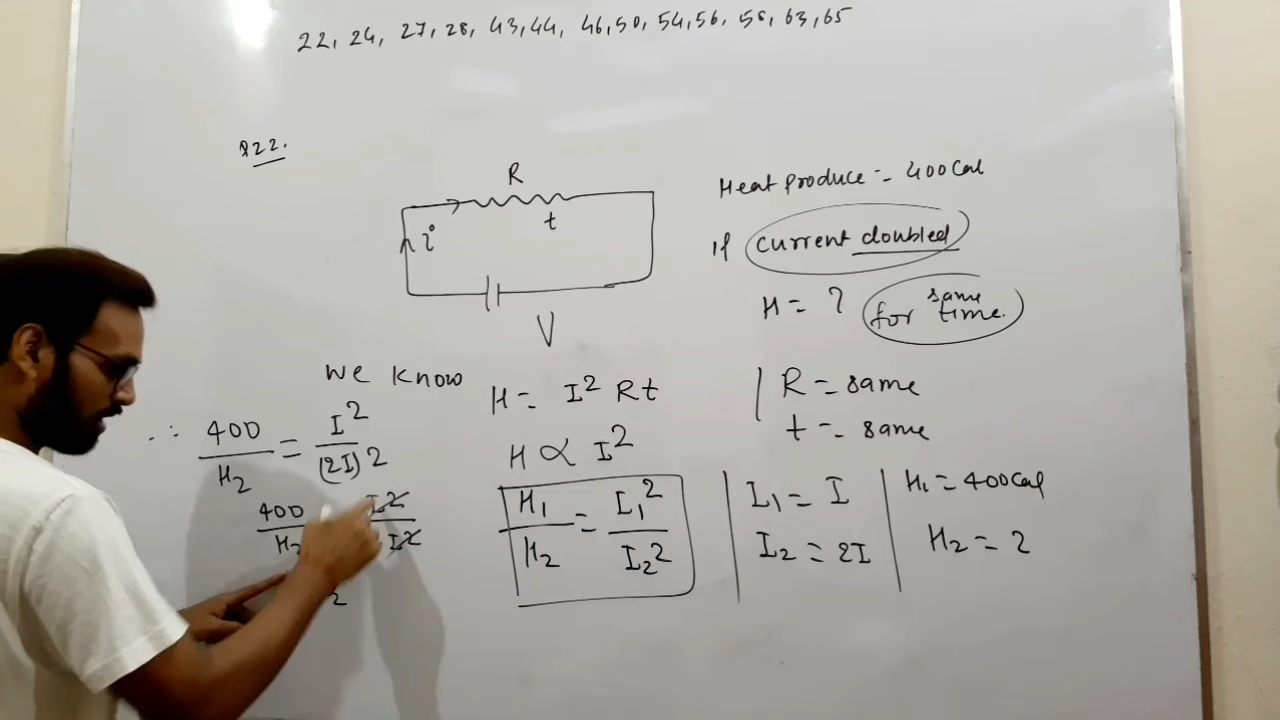 22, 24, 27, 28, 43, 44, 46, 50, 54, 56, 58, 63, 65
Q22.
R
t
i
V
Heat Produce :- 400 Cal
If current doubled
H = ? for same time.
We Know
H = I² Rt
R = same
t = same
∴ 400/H₂ = I²/(2I)²
H ∝ I²
H₁/H₂ = I₁²/I₂²
I₁ = I
I₂ = 2I
H₁ = 400 Cal
H₂ = ?
400/H₂ I²/I²